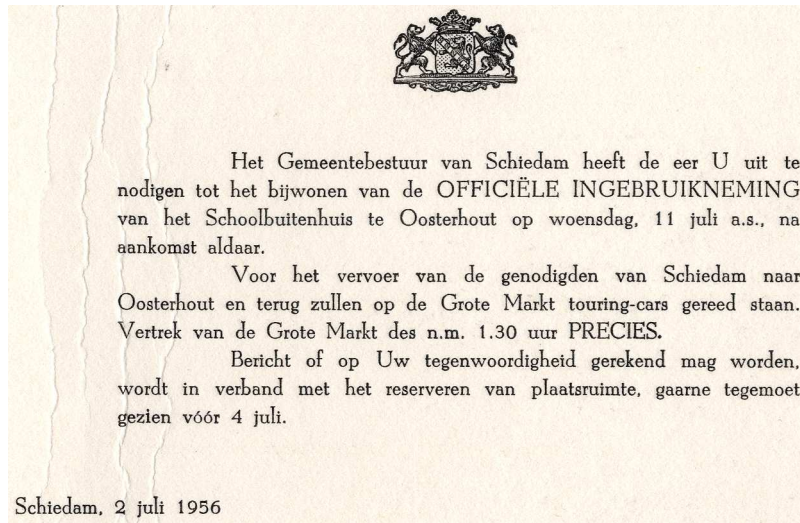 Het Gemeentebestuur van Schiedam heeft de eer U uit te
nodigen tot het bijwonen van de OFFICIËLE INGEBRUIKNEMING
van het Schoolbuitenhuis te Oosterhout op woensdag, 11 juli a.s., na
aankomst aldaar.
Voor het vervoer van de genodigden van Schiedam naar
Oosterhout en terug zullen op de Grote Markt touring-cars gereed staan.
Vertrek van de Grote Markt des n.m. 1.30 uur PRECIES.
Bericht of op Uw tegenwoordigheid gerekend mag worden,
wordt in verband met het reserveren van plaatsruimte, gaarne tegemoet
gezien vóór 4 juli.
Schiedam, 2 juli 1956